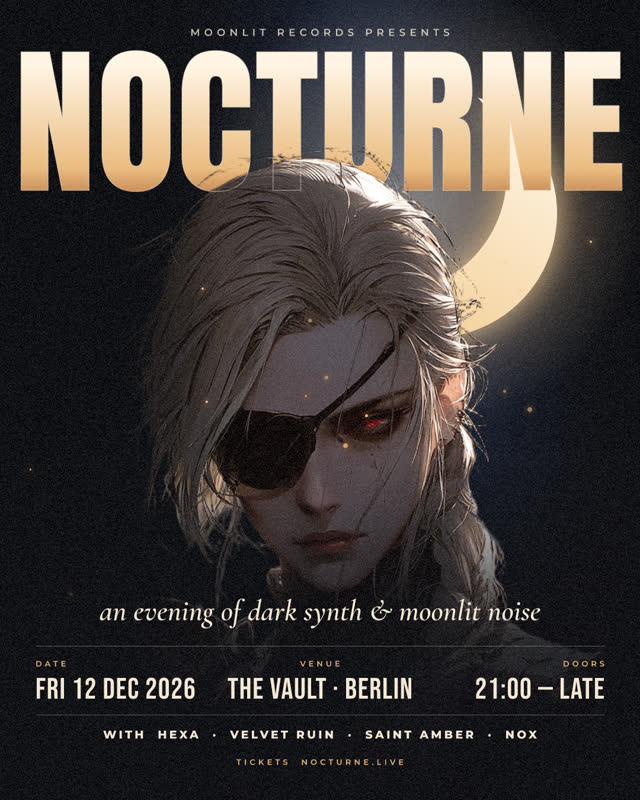 MOONLIT RECORDS PRESENTS
NOCTURNE
an evening of dark synth & moonlit noise
DATE VENUE DOORS
FRI 12 DEC 2026 THE VAULT · BERLIN 21:00 — LATE
WITH HEXA · VELVET RUIN · SAINT AMBER · NOX
TICKETS NOCTURNE.LIVE